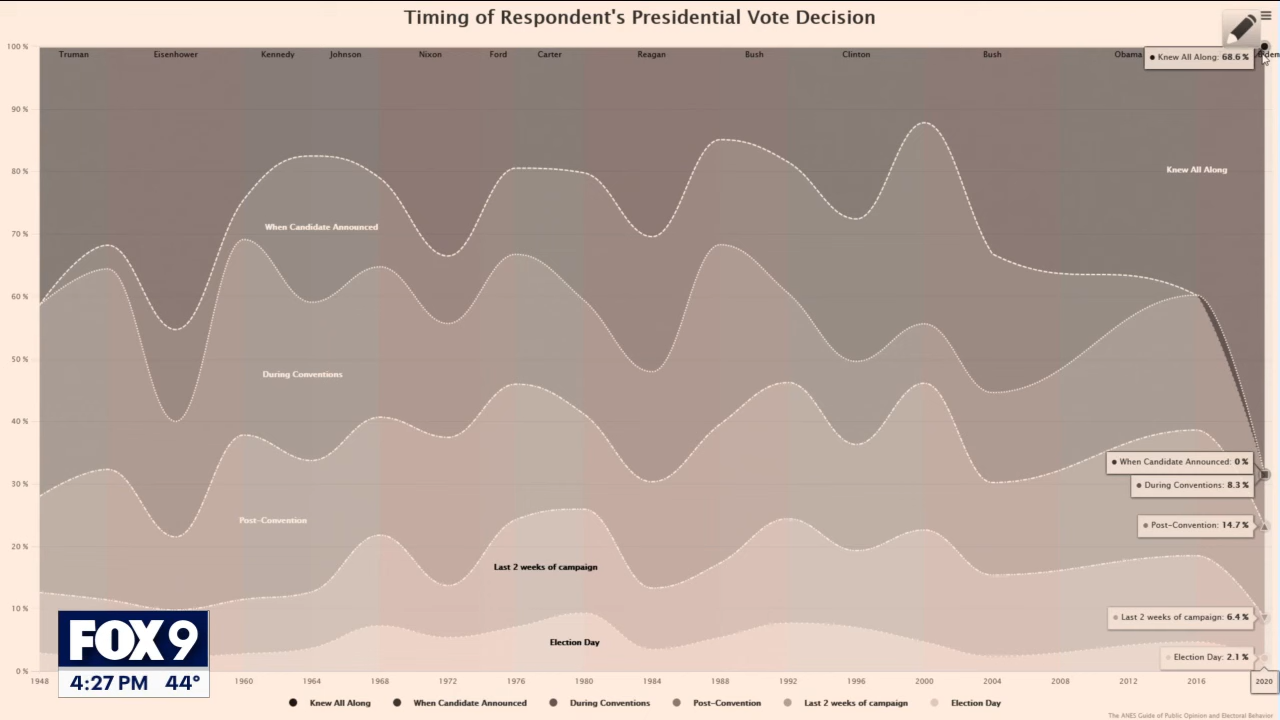 Timing of Respondent's Presidential Vote Decision
100 %
Truman
Eisenhower
Kennedy
Johnson
Nixon
Ford
Carter
Reagan
Bush
Clinton
Bush
Obama
Knew All Along: 68.6 %
90 %
80 %
Knew All Along
70 %
When Candidate Announced
60 %
50 %
During Conventions
40 %
When Candidate Announced: 0 %
30 %
During Conventions: 8.3 %
Post-Convention
Post-Convention: 14.7 %
20 %
Last 2 weeks of campaign
10 %
Last 2 weeks of campaign: 6.4 %
FOX 9
Election Day
Election Day: 2.1 %
0 %
4:27 PM 44°
1948 1960 1964 1968 1972 1976 1980 1984 1988 1992 1996 2000 2004 2008 2012 2016 2020
Knew All Along When Candidate Announced During Conventions Post-Convention Last 2 weeks of campaign Election Day
The ANES Guide of Public Opinion and Electoral Behavior